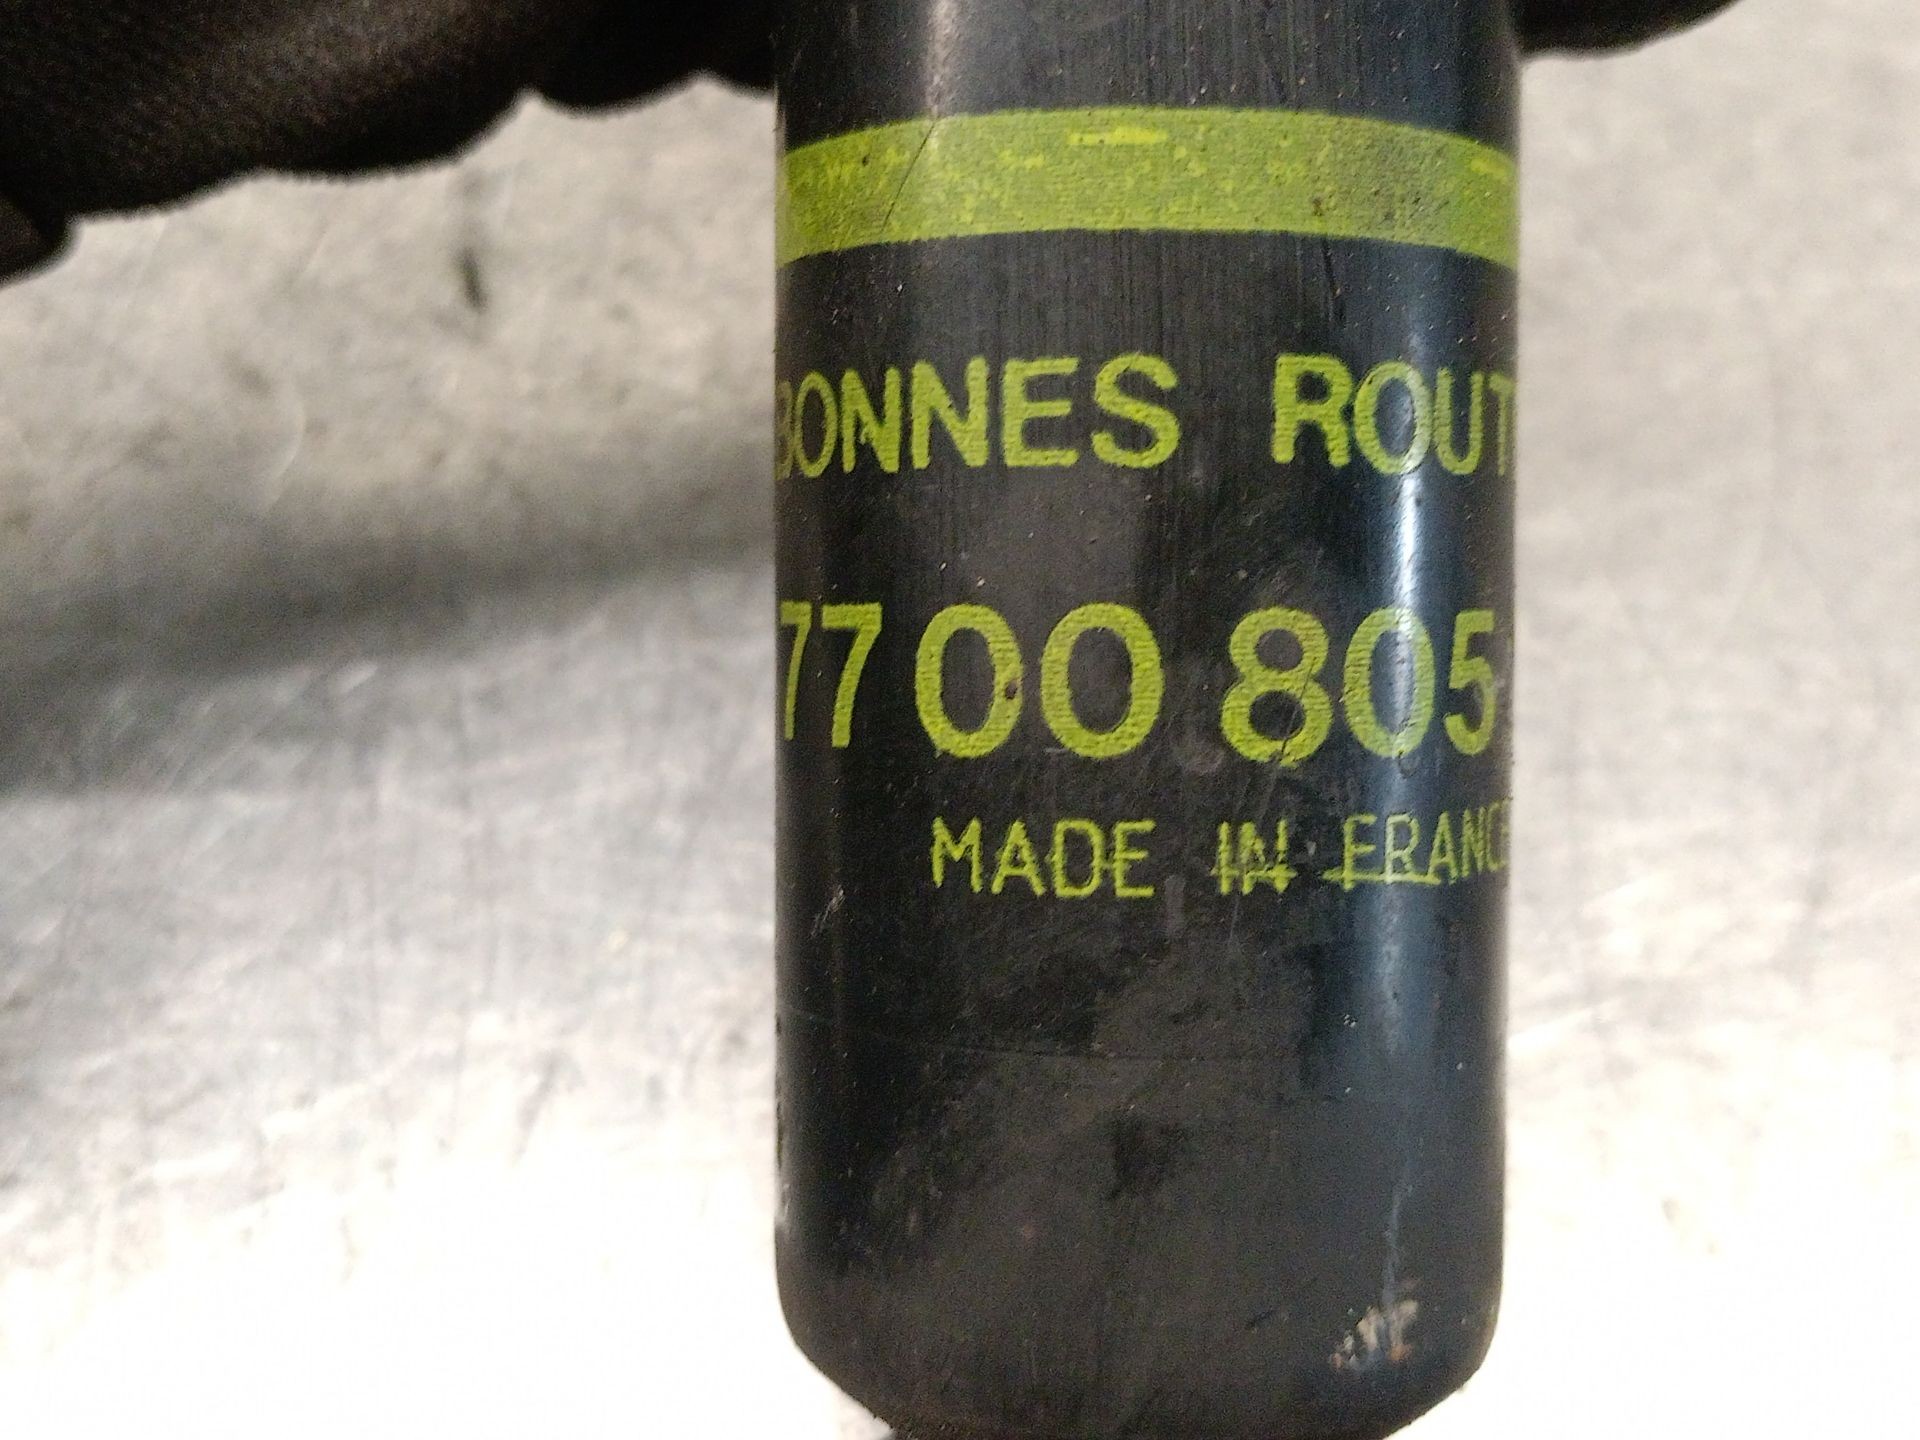 BONNES ROUT
7700 805
MADE IN FRANCE